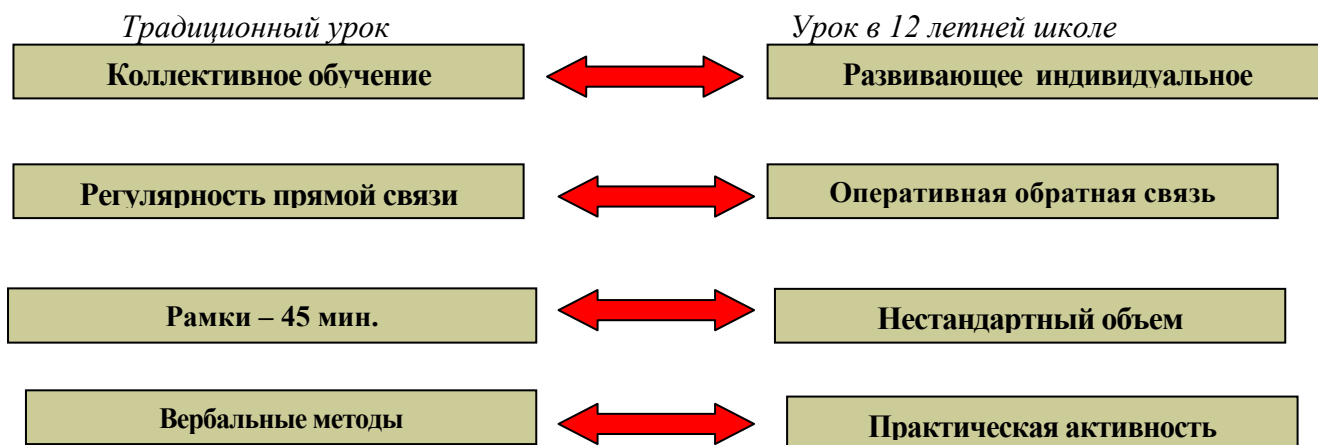 Традиционный урок Урок в 12 летней школе
Коллективное обучение Развивающее индивидуальное
Регулярность прямой связи Оперативная обратная связь
Рамки – 45 мин. Нестандартный объем
Вербальные методы Практическая активность